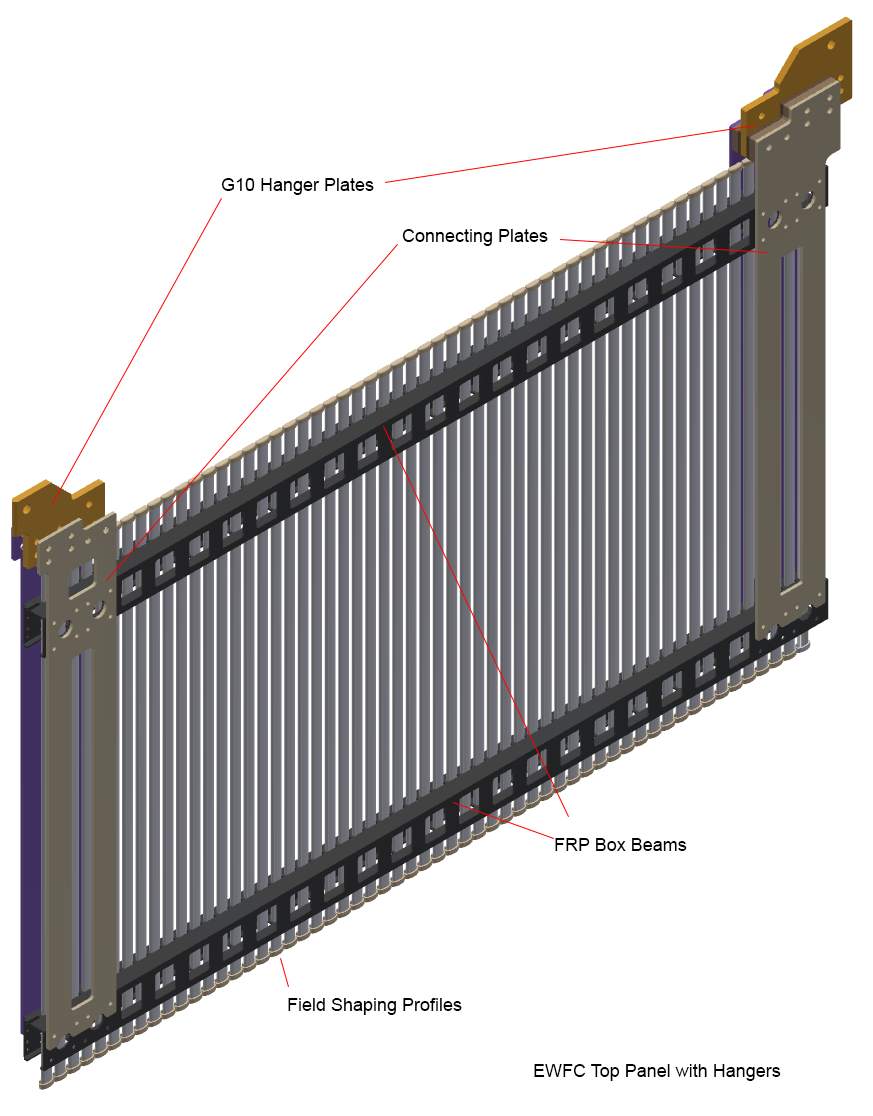 G10 Hanger Plates
Connecting Plates
FRP Box Beams
Field Shaping Profiles
EWFC Top Panel with Hangers